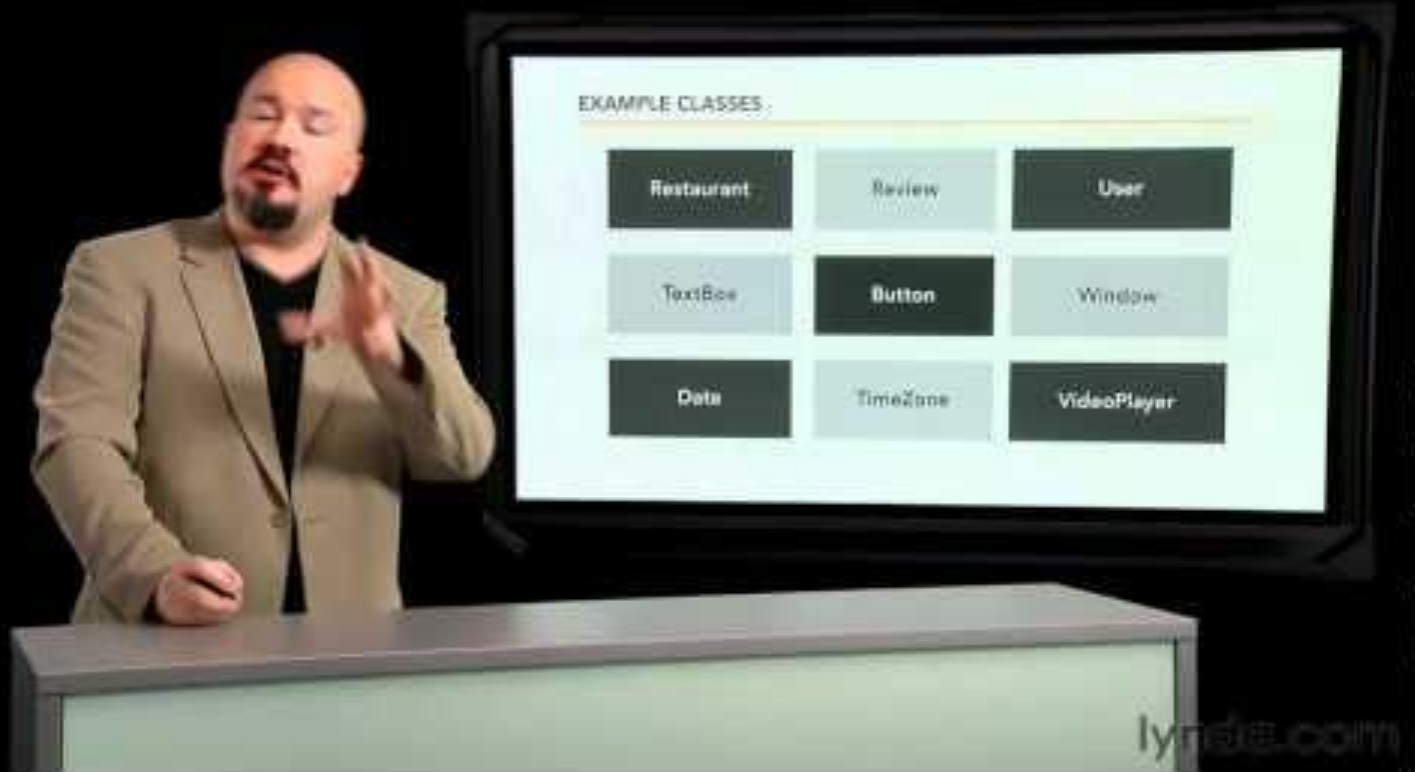 EXAMPLE CLASSES
Restaurant Review User
TextBox Button Window
Date TimeZone VideoPlayer
lynda.com